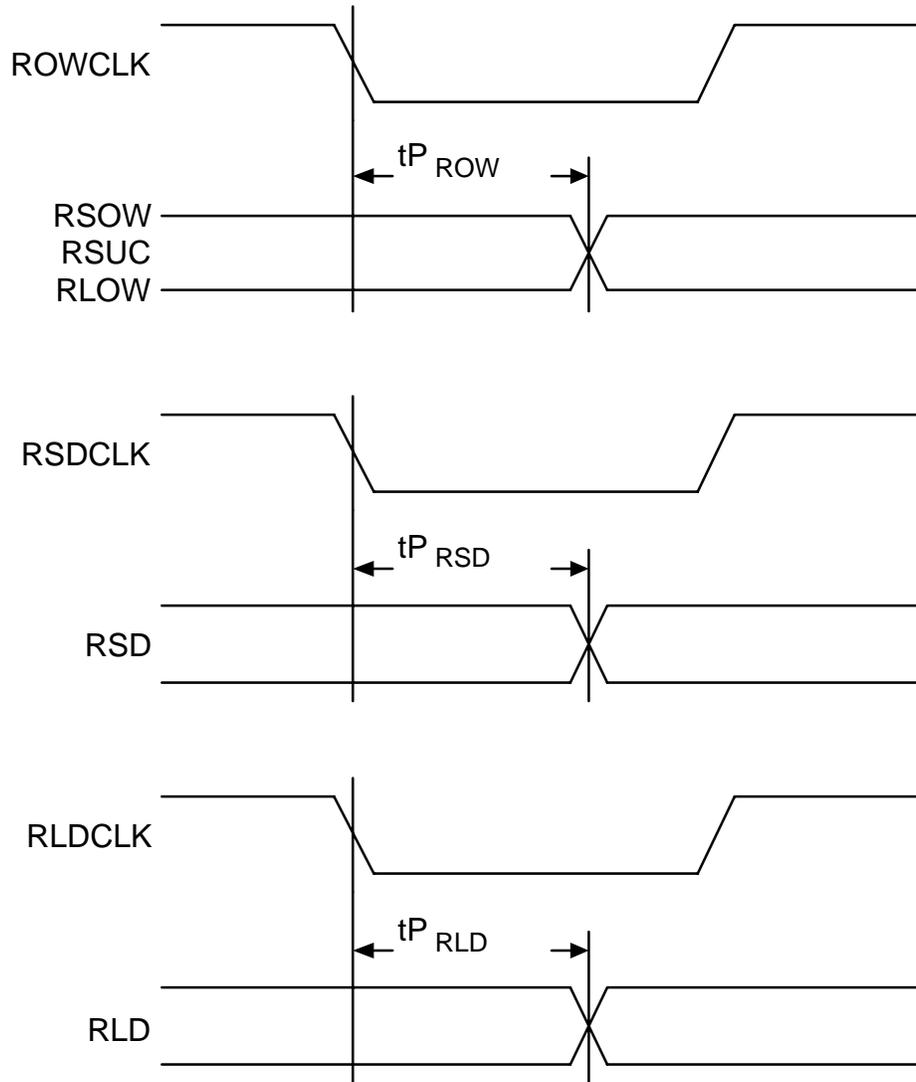 ROWCLK
tP ROW
RSOW
RSUC
RLOW
RSDCLK
tP RSD
RSD
RLDCLK
tP RLD
RLD